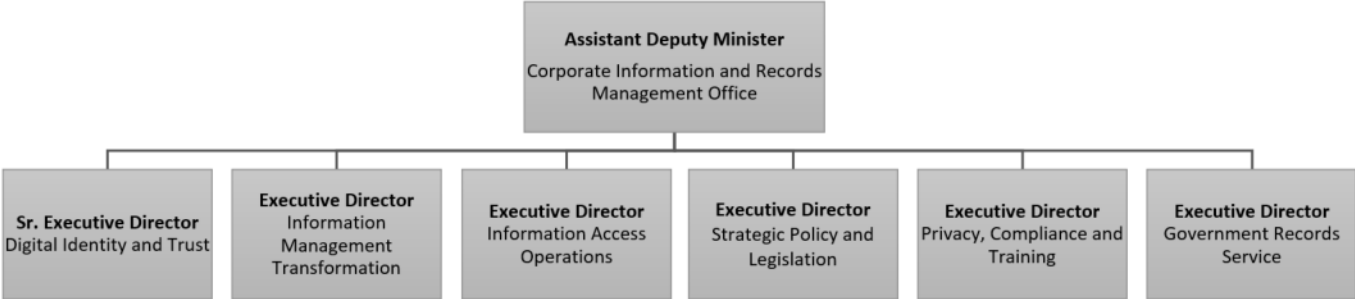 Assistant Deputy Minister
Corporate Information and Records
Management Office
Sr. Executive Director
Digital Identity and Trust
Executive Director
Information
Management
Transformation
Executive Director
Information Access
Operations
Executive Director
Strategic Policy and
Legislation
Executive Director
Privacy, Compliance and
Training
Executive Director
Government Records
Service